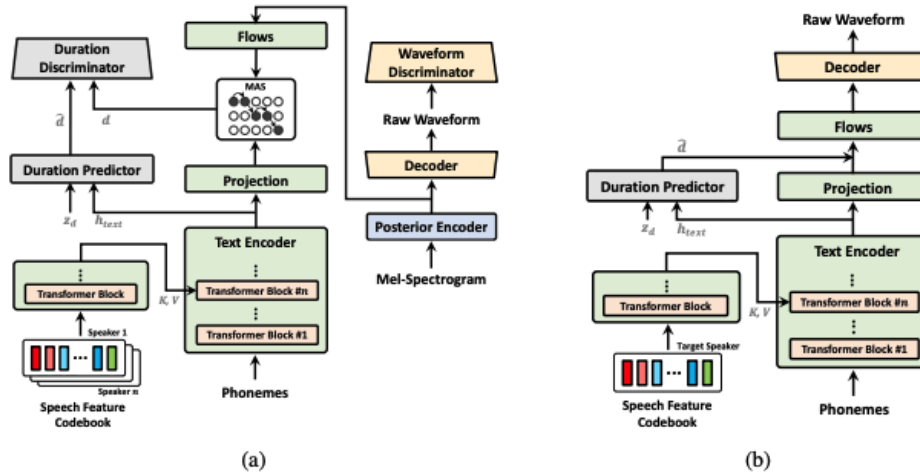 Flows
Duration
Discriminator
MAS
Waveform
Discriminator
Raw Waveform
d̂
d
Decoder
Duration Predictor
Projection
z_d
h_text
Posterior Encoder
Text Encoder
⋮
Transformer Block #n
⋮
Transformer Block #1
Mel-Spectrogram
⋮
Transformer Block
K, V
Speaker 1
...
Speaker n
Speech Feature
Codebook
Phonemes
(a)
Raw Waveform
Decoder
Flows
d̂
Duration Predictor
Projection
z_d
h_text
Text Encoder
⋮
Transformer Block #n
⋮
Transformer Block #1
⋮
Transformer Block
K, V
Target Speaker
...
Speech Feature
Codebook
Phonemes
(b)